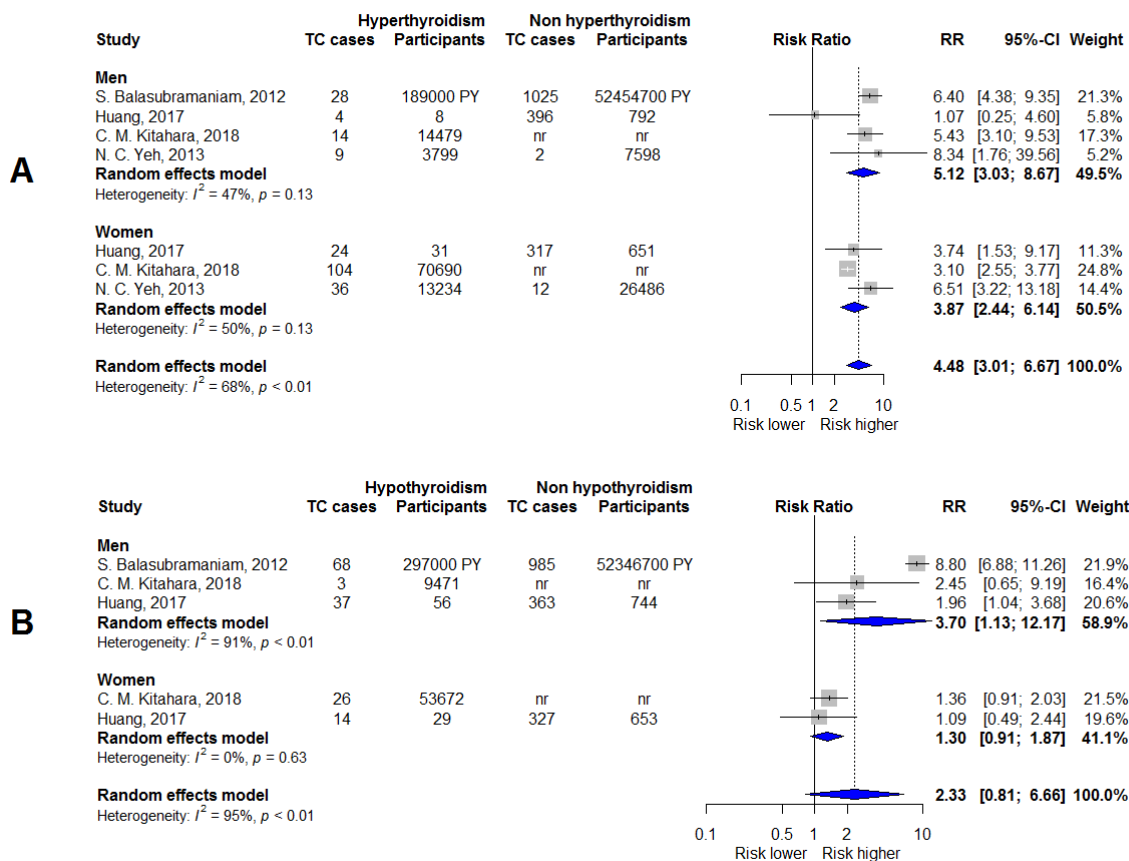 A
Hyperthyroidism Non hyperthyroidism
Study TC cases Participants TC cases Participants Risk Ratio RR 95%-CI Weight
Men
S. Balasubramaniam, 2012 28 189000 PY 1025 52454700 PY 6.40 [4.38; 9.35] 21.3%
Huang, 2017 4 8 396 792 1.07 [0.25; 4.60] 5.8%
C. M. Kitahara, 2018 14 14479 nr nr 5.43 [3.10; 9.53] 17.3%
N. C. Yeh, 2013 9 3799 2 7598 8.34 [1.76; 39.56] 5.2%
Random effects model 5.12 [3.03; 8.67] 49.5%
Heterogeneity: I² = 47%, p = 0.13
Women
Huang, 2017 24 31 317 651 3.74 [1.53; 9.17] 11.3%
C. M. Kitahara, 2018 104 70690 nr nr 3.10 [2.55; 3.77] 24.8%
N. C. Yeh, 2013 36 13234 12 26486 6.51 [3.22; 13.18] 14.4%
Random effects model 3.87 [2.44; 6.14] 50.5%
Heterogeneity: I² = 50%, p = 0.13
Random effects model 4.48 [3.01; 6.67] 100.0%
Heterogeneity: I² = 68%, p < 0.01
0.1 0.5 1 2 10
Risk lower Risk higher
B
Hypothyroidism Non hypothyroidism
Study TC cases Participants TC cases Participants Risk Ratio RR 95%-CI Weight
Men
S. Balasubramaniam, 2012 68 297000 PY 985 52346700 PY 8.80 [6.88; 11.26] 21.9%
C. M. Kitahara, 2018 3 9471 nr nr 2.45 [0.65; 9.19] 16.4%
Huang, 2017 37 56 363 744 1.96 [1.04; 3.68] 20.6%
Random effects model 3.70 [1.13; 12.17] 58.9%
Heterogeneity: I² = 91%, p < 0.01
Women
C. M. Kitahara, 2018 26 53672 nr nr 1.36 [0.91; 2.03] 21.5%
Huang, 2017 14 29 327 653 1.09 [0.49; 2.44] 19.6%
Random effects model 1.30 [0.91; 1.87] 41.1%
Heterogeneity: I² = 0%, p = 0.63
Random effects model 2.33 [0.81; 6.66] 100.0%
Heterogeneity: I² = 95%, p < 0.01
0.1 0.5 1 2 10
Risk lower Risk higher